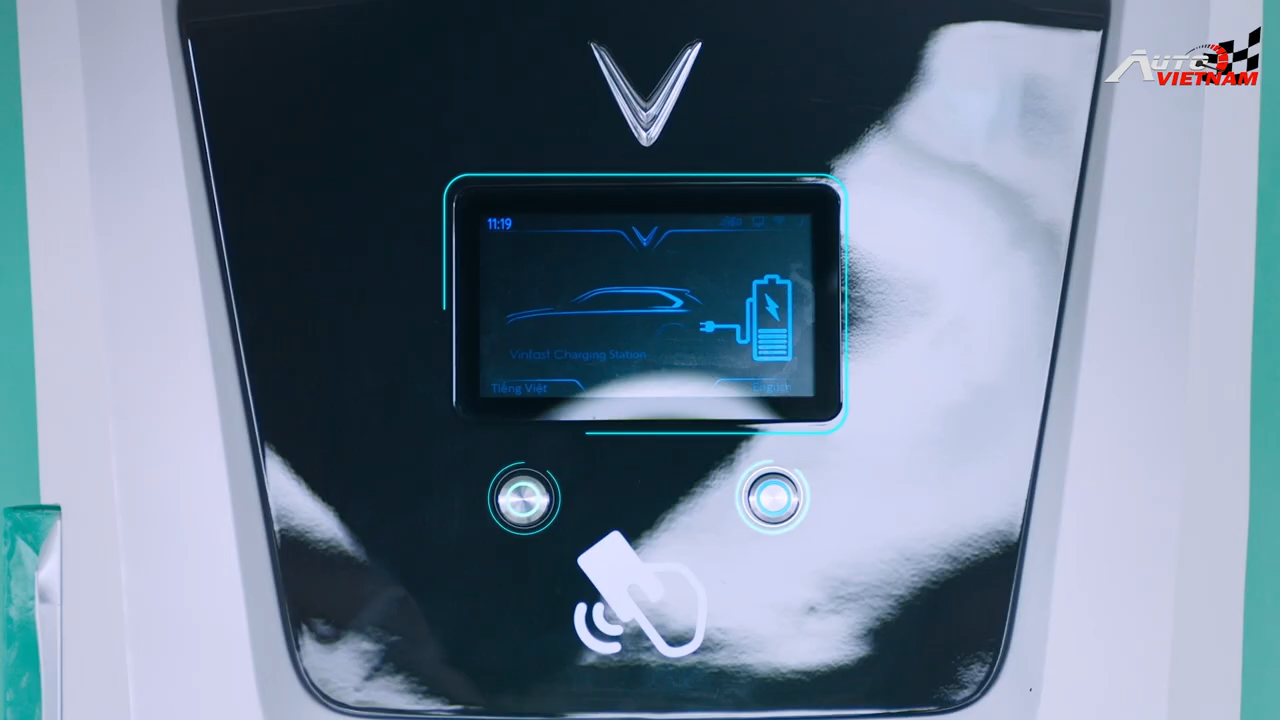 AUTO
VIETNAM
11:19
Vinfast Charging Station
Tiếng Việt
English